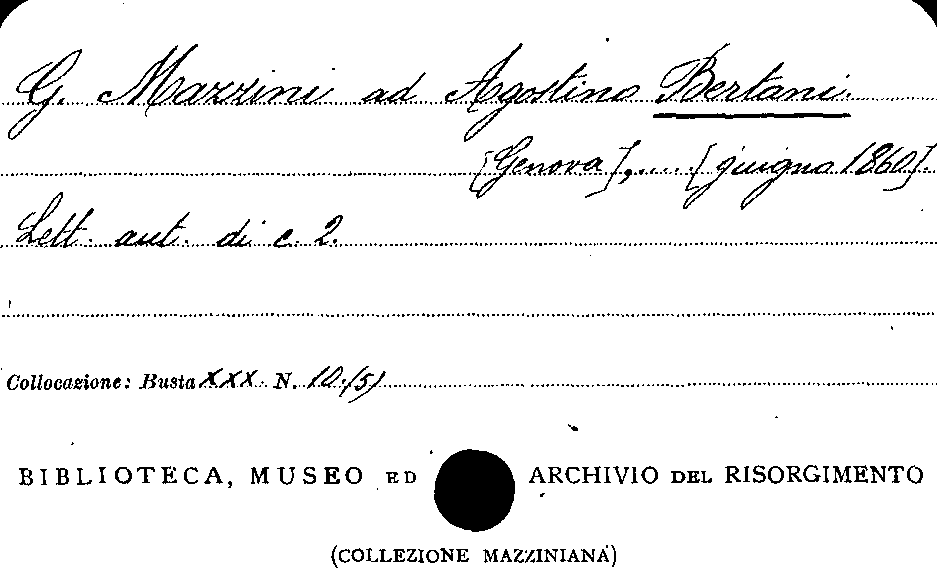 G. Mazzini ad Agostino Bertani.
[Genova],......[giugno 1860].
Lett. aut. di c. 2.
Collocazione: Busta XXX. N. 10.(5)
BIBLIOTECA, MUSEO ED ARCHIVIO DEL RISORGIMENTO
(COLLEZIONE MAZZINIANA)